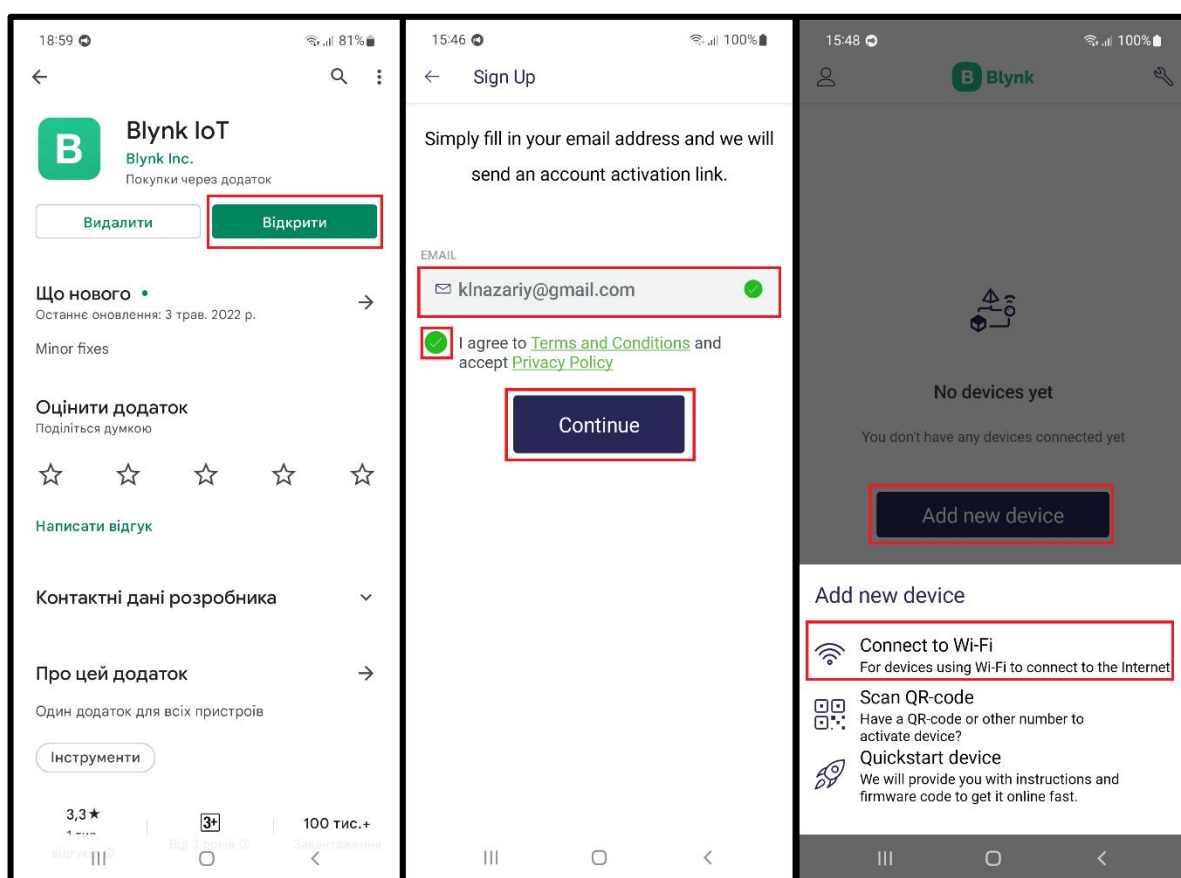 18:59
81%
B
Blynk IoT
Blynk Inc.
Покупки через додаток
Видалити
Відкрити
Що нового •
Останнє оновлення: 3 трав. 2022 р.
Minor fixes
Оцінити додаток
Поділіться думкою
Написати відгук
Контактні дані розробника
Про цей додаток
Один додаток для всіх пристроїв
Інструменти
3,3★
3+
100 тис.+
Від 3 років
Завантаження
15:46
100%
Sign Up
Simply fill in your email address and we will
send an account activation link.
EMAIL
klnazariy@gmail.com
I agree to Terms and Conditions and
accept Privacy Policy
Continue
15:48
100%
B Blynk
No devices yet
You don't have any devices connected yet
Add new device
Add new device
Connect to Wi-Fi
For devices using Wi-Fi to connect to the Internet
Scan QR-code
Have a QR-code or other number to
activate device?
Quickstart device
We will provide you with instructions and
firmware code to get it online fast.